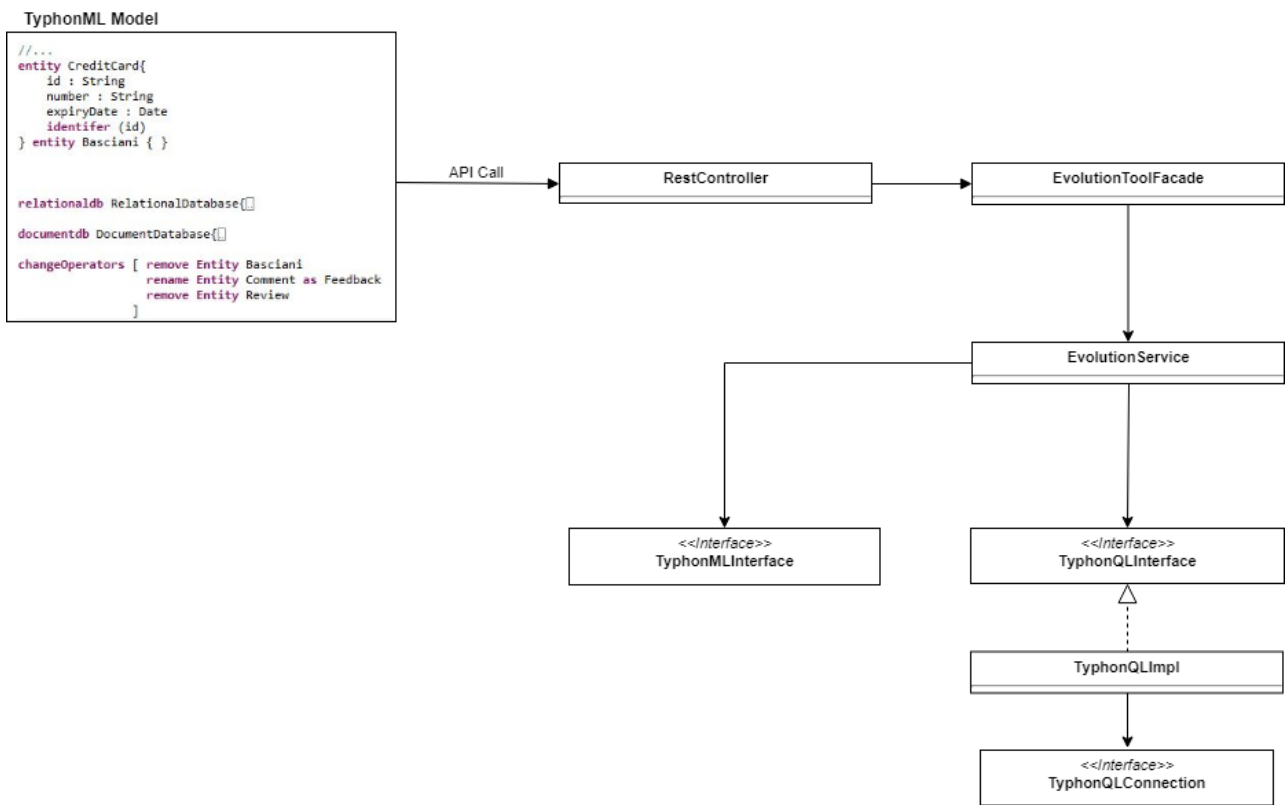 TyphonML Model
//...
entity CreditCard{
id : String
number : String
expiryDate : Date
identifer (id)
} entity Basciani { }
relationaldb RelationalDatabase{
documentdb DocumentDatabase{
changeOperators [ remove Entity Basciani
rename Entity Comment as Feedback
remove Entity Review
]
API Call
RestController
EvolutionToolFacade
EvolutionService
<<Interface>>
TyphonMLInterface
<<Interface>>
TyphonQLInterface
TyphonQLImpl
<<Interface>>
TyphonQLConnection